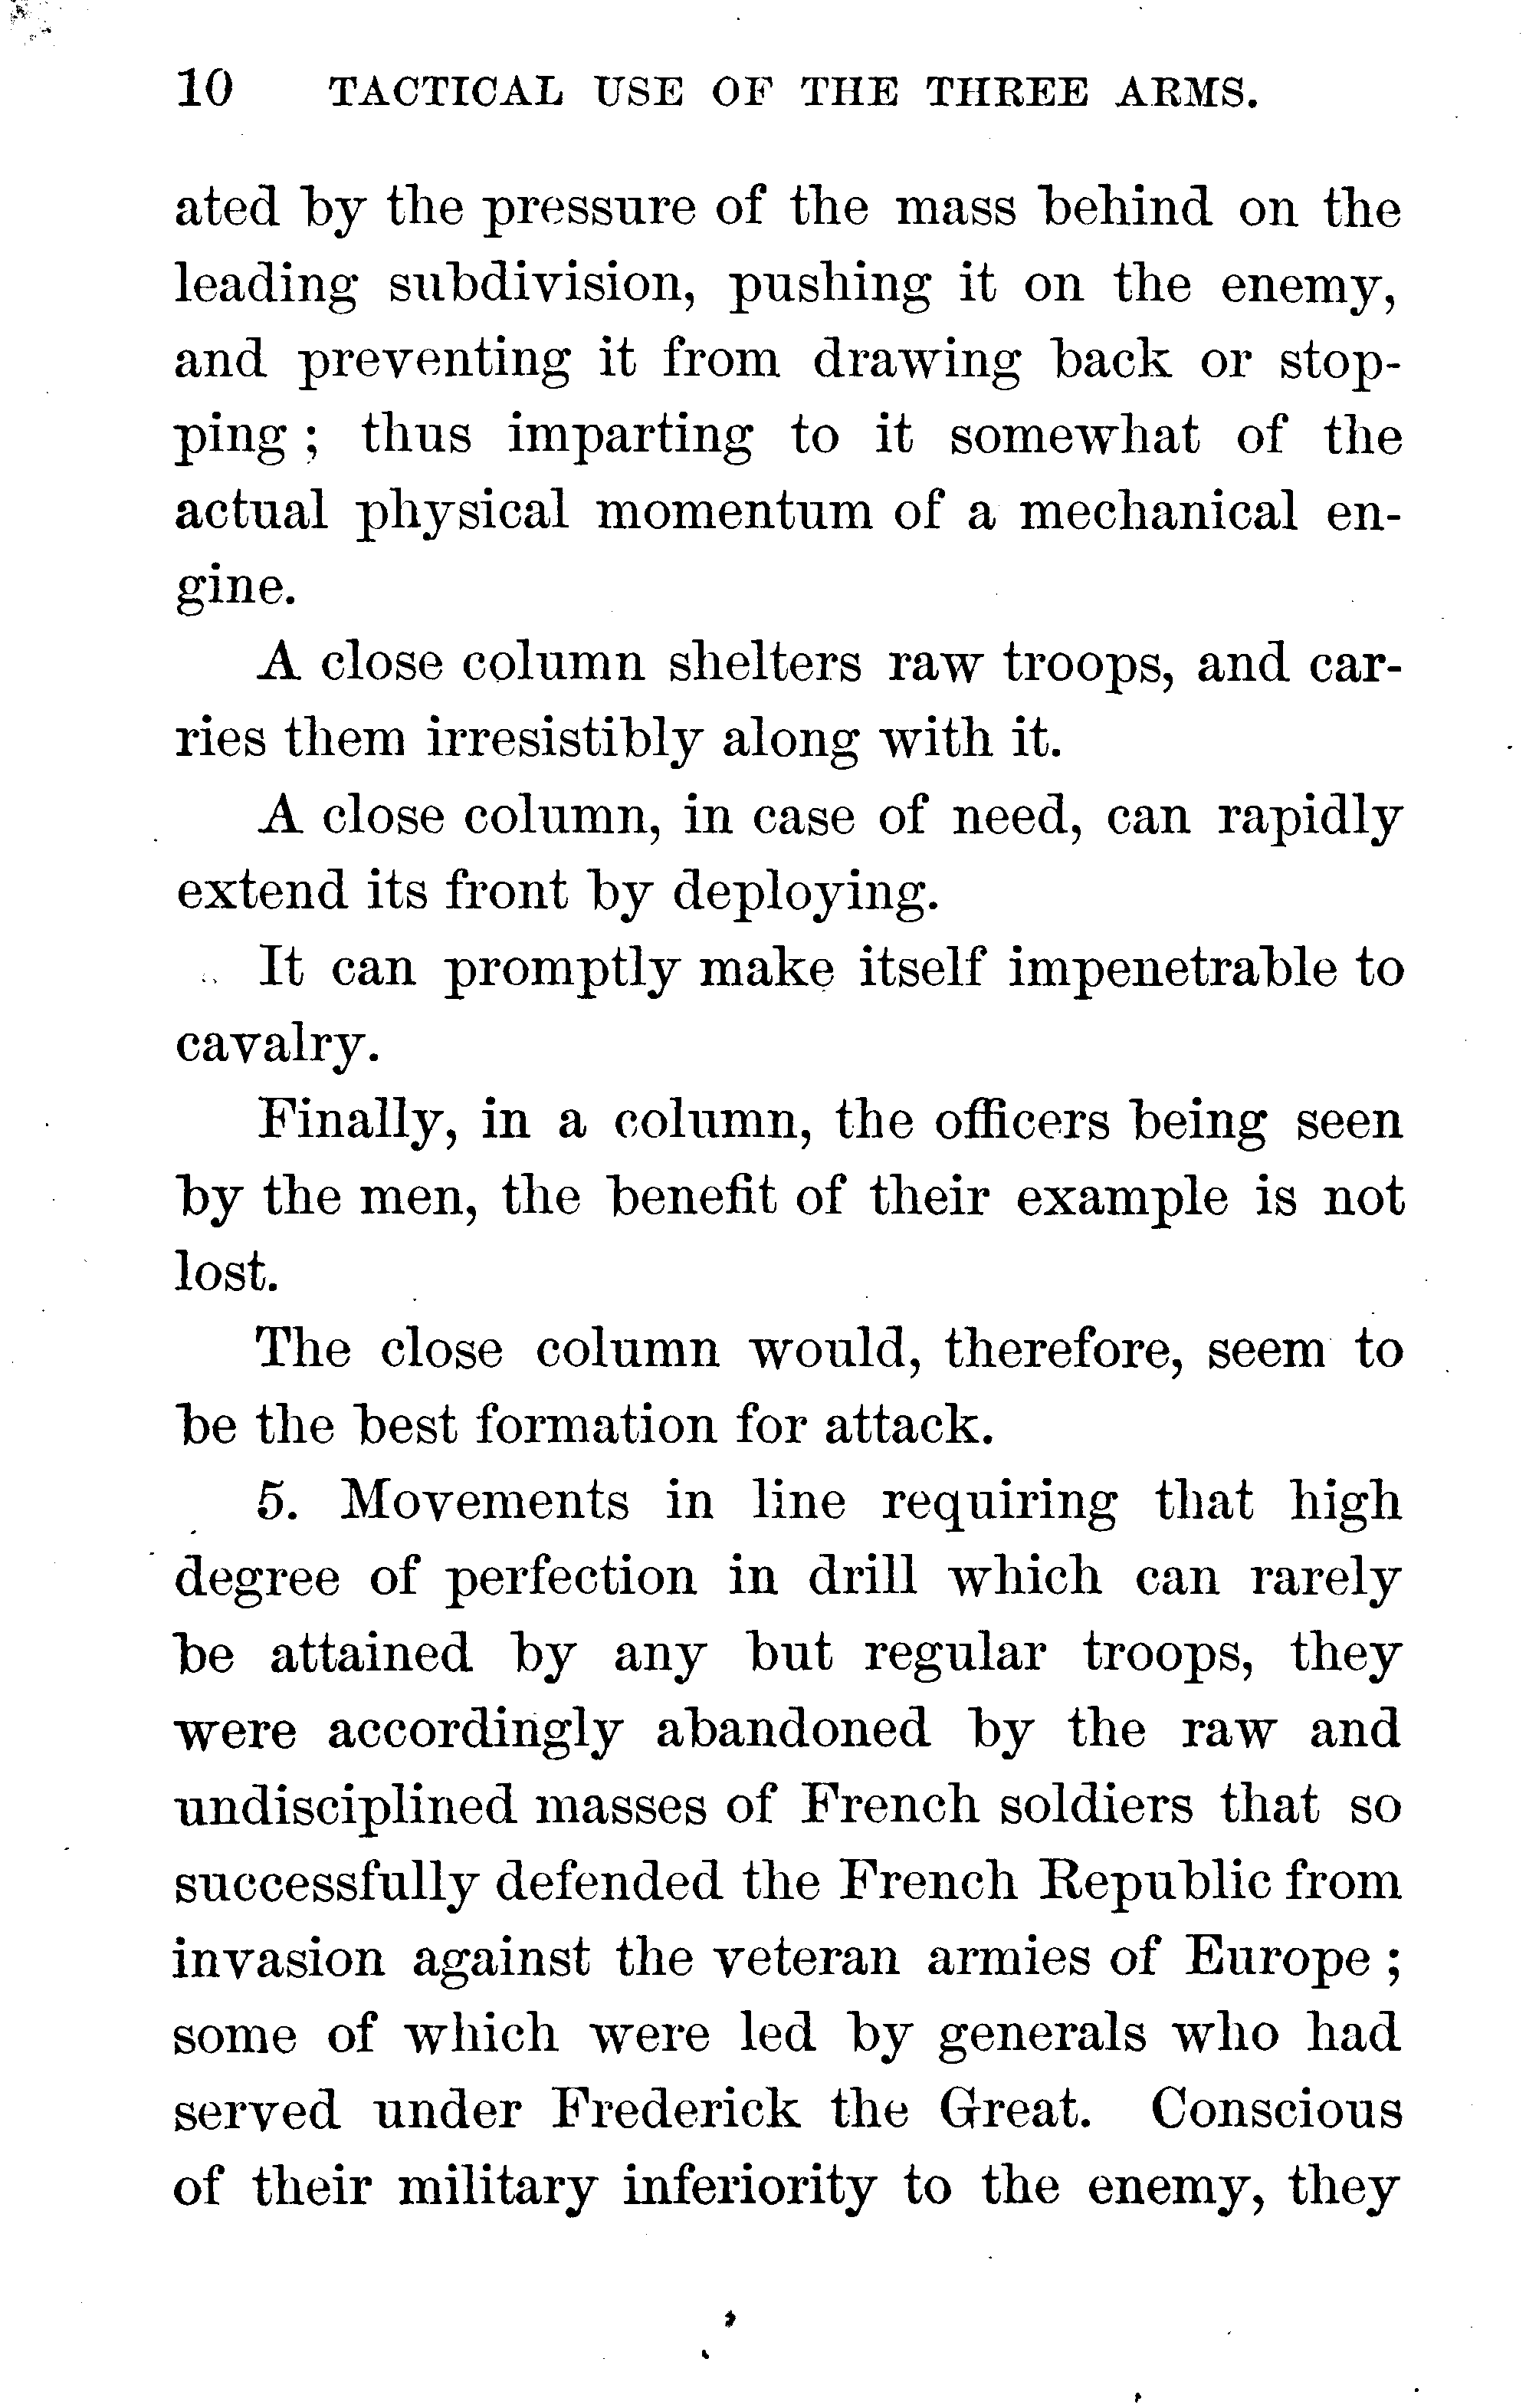 10 TACTICAL USE OF THE THREE ARMS.
ated by the pressure of the mass behind on the
leading subdivision, pushing it on the enemy,
and preventing it from drawing back or stop-
ping ; thus imparting to it somewhat of the
actual physical momentum of a mechanical en-
gine.
A close column shelters raw troops, and car-
ries them irresistibly along with it.
A close column, in case of need, can rapidly
extend its front by deploying.
It can promptly make itself impenetrable to
cavalry.
Finally, in a column, the officers being seen
by the men, the benefit of their example is not
lost.
The close column would, therefore, seem to
be the best formation for attack.
5. Movements in line requiring that high
degree of perfection in drill which can rarely
be attained by any but regular troops, they
were accordingly abandoned by the raw and
undisciplined masses of French soldiers that so
successfully defended the French Republic from
invasion against the veteran armies of Europe ;
some of which were led by generals who had
served under Frederick the Great. Conscious
of their military inferiority to the enemy, they